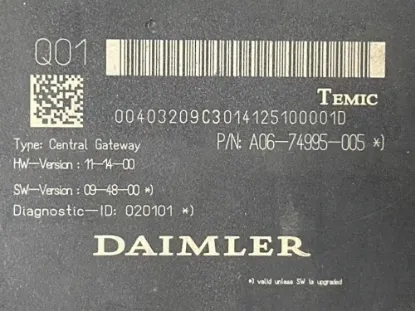 Q01
00403209C3014125100001D
TEMIC
Type: Central Gateway
P/N: A06-74995-005 *)
HW-Version : 11-14-00
SW-Version : 09-48-00 *)
Diagnostic-ID: 020101 *)
DAIMLER
*) valid unless SW is upgraded